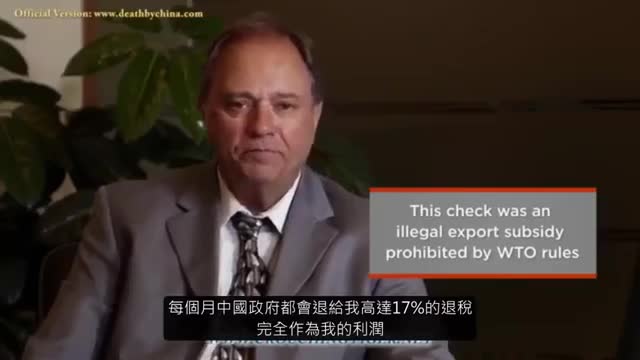 Official Version: www.deathbychina.com
This check was an
illegal export subsidy
prohibited by WTO rules
每個月中國政府都會退給我高達17%的退稅
完全作為我的利潤